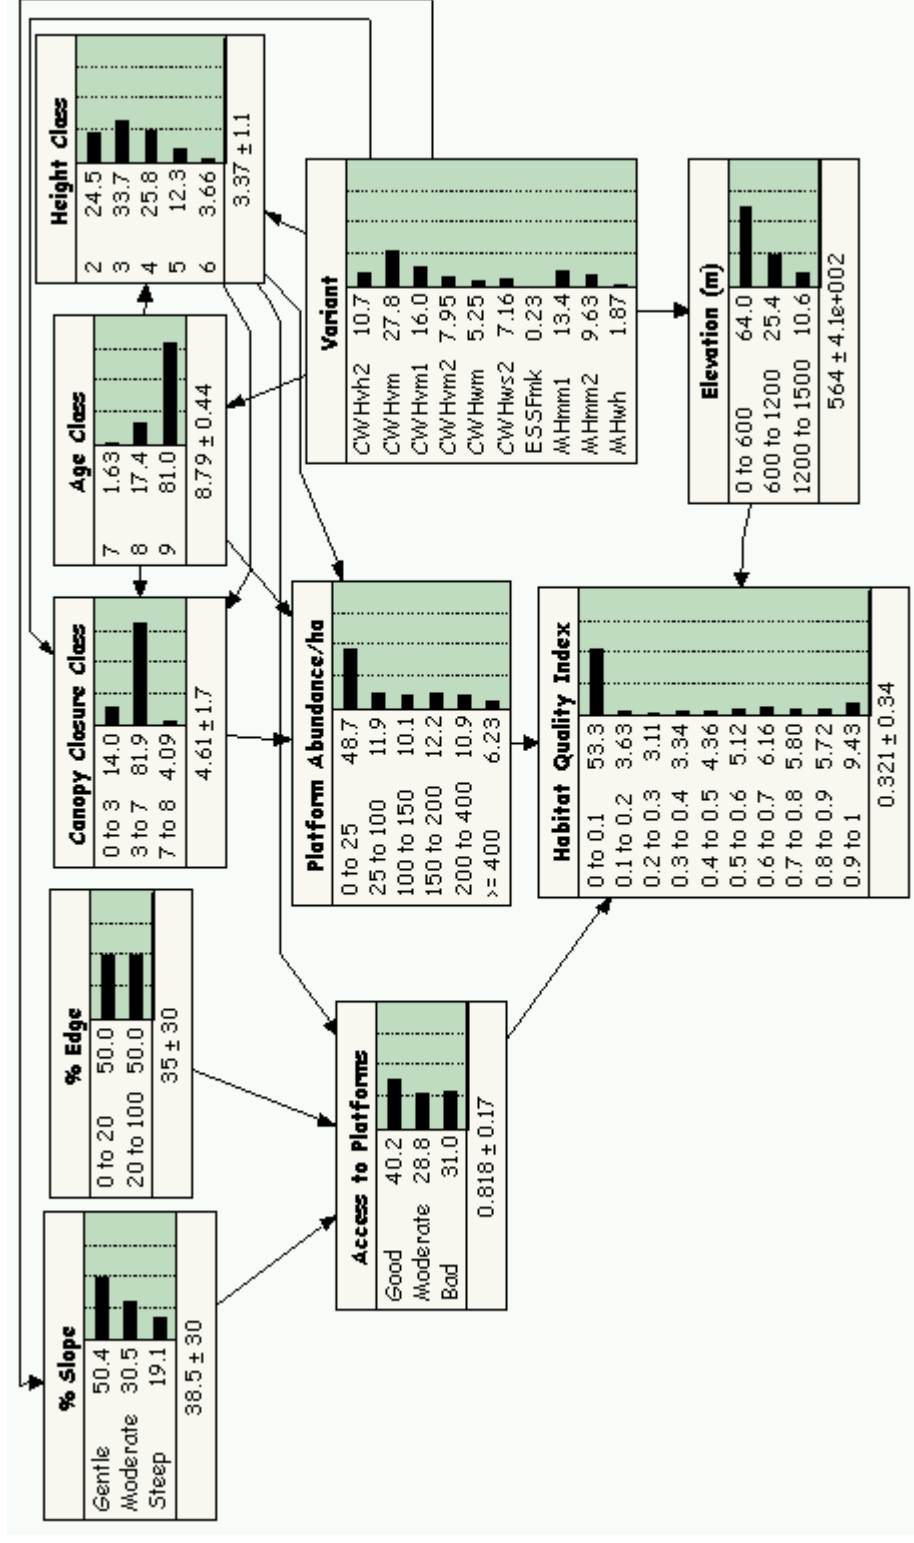 % Slope
Gentle 50.4
Moderate 30.5
Steep 19.1
38.5 ± 30
% Edge
0 to 20 50.0
20 to 100 50.0
35 ± 30
Canopy Closure Class
0 to 3 14.0
3 to 7 81.9
7 to 8 4.09
4.61 ± 1.7
Age Class
7 1.63
8 17.4
9 81.0
8.79 ± 0.44
Height Class
2 24.5
3 33.7
4 25.8
5 12.3
6 3.66
3.37 ± 1.1
Access to Platforms
Good 40.2
Moderate 28.8
Bad 31.0
0.818 ± 0.17
Platform Abundance/ha
0 to 25 48.7
25 to 100 11.9
100 to 150 10.1
150 to 200 12.2
200 to 400 10.9
>= 400 6.23
Variant
CWHvh2 10.7
CWHvm 27.8
CWHvm1 16.0
CWHvm2 7.95
CWHwm 5.25
CWHws2 7.16
ESSFmk 0.23
MHmm1 13.4
MHmm2 9.63
MHwh 1.87
Habitat Quality Index
0 to 0.1 53.3
0.1 to 0.2 3.63
0.2 to 0.3 3.11
0.3 to 0.4 3.34
0.4 to 0.5 4.36
0.5 to 0.6 5.12
0.6 to 0.7 6.16
0.7 to 0.8 5.80
0.8 to 0.9 5.72
0.9 to 1 9.43
0.321 ± 0.34
Elevation (m)
0 to 600 64.0
600 to 1200 25.4
1200 to 1500 10.6
564 ± 4.1e+002